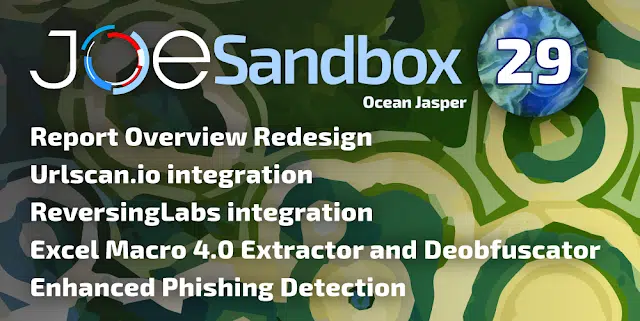 JOESandbox 29
Ocean Jasper
Report Overview Redesign
Urlscan.io integration
ReversingLabs integration
Excel Macro 4.0 Extractor and Deobfuscator
Enhanced Phishing Detection